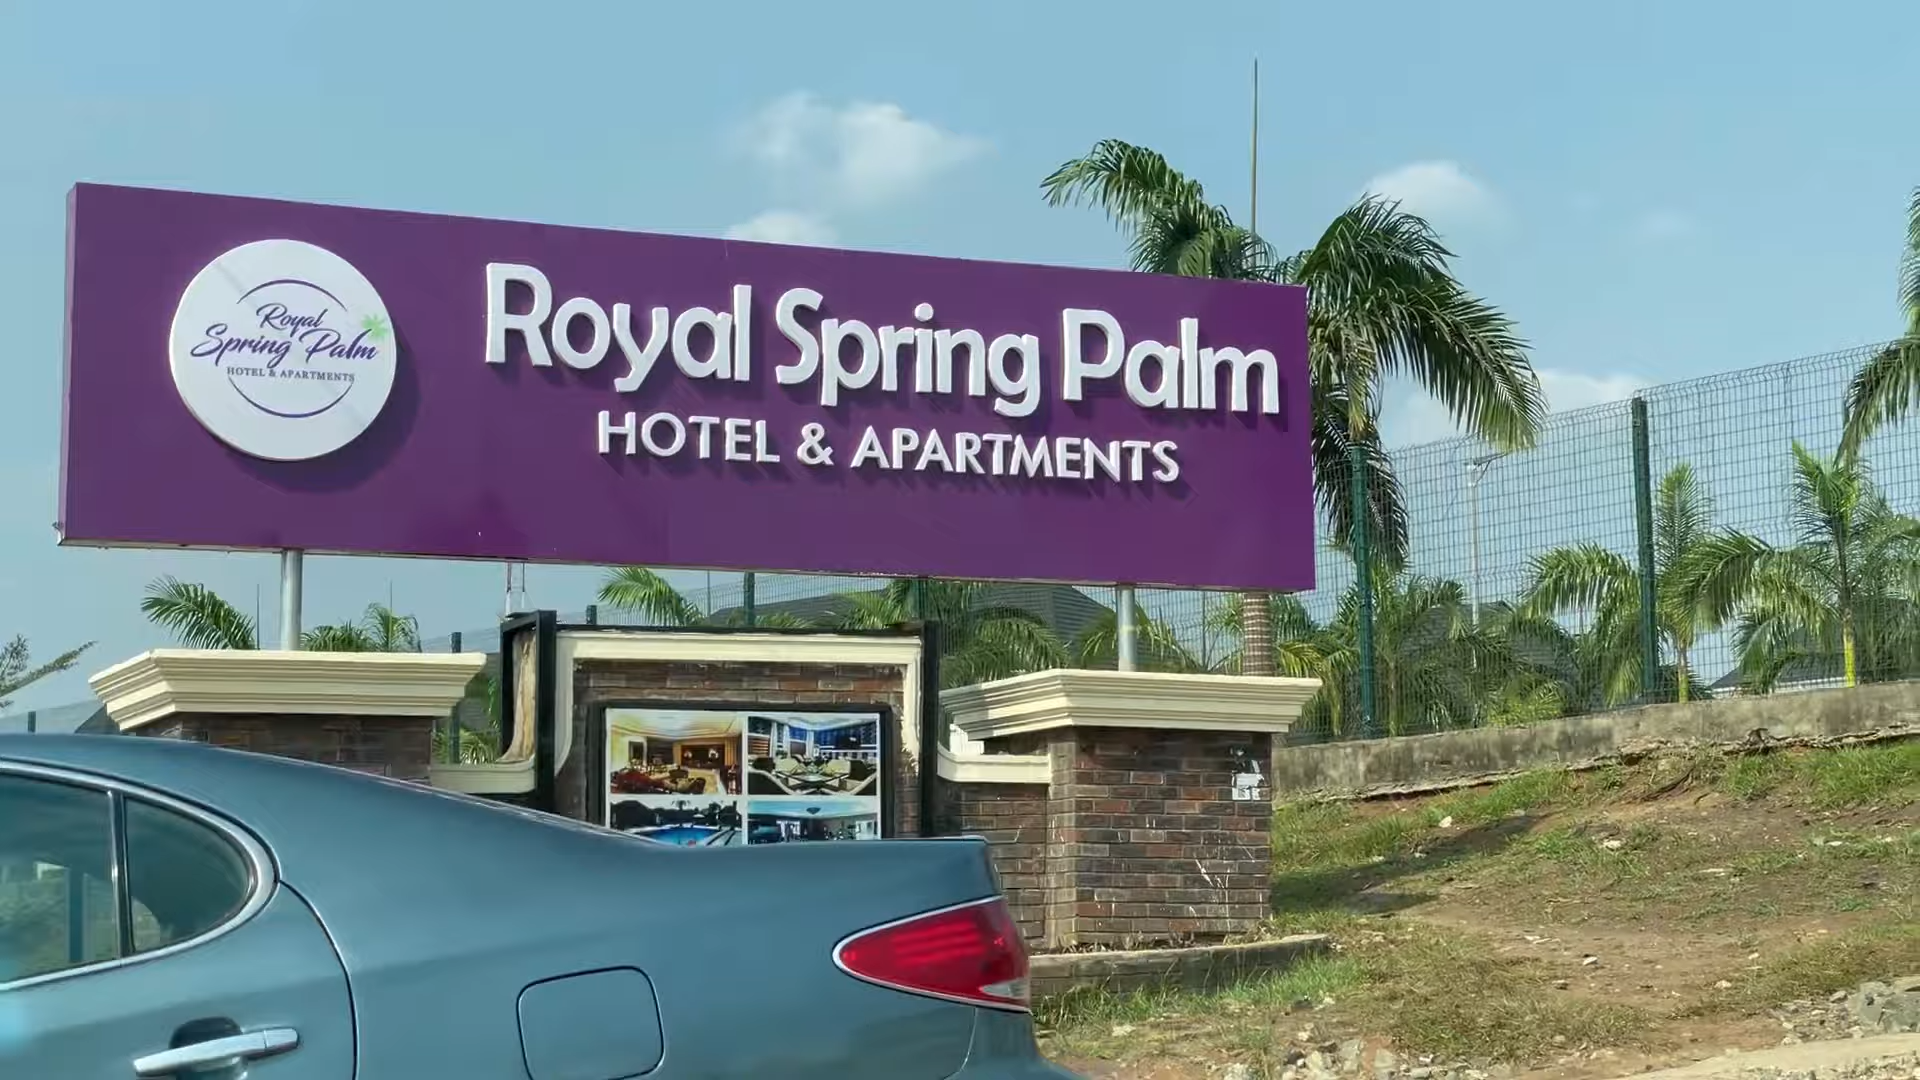 Royal
Spring Palm
HOTEL & APARTMENTS
Royal Spring Palm
HOTEL & APARTMENTS